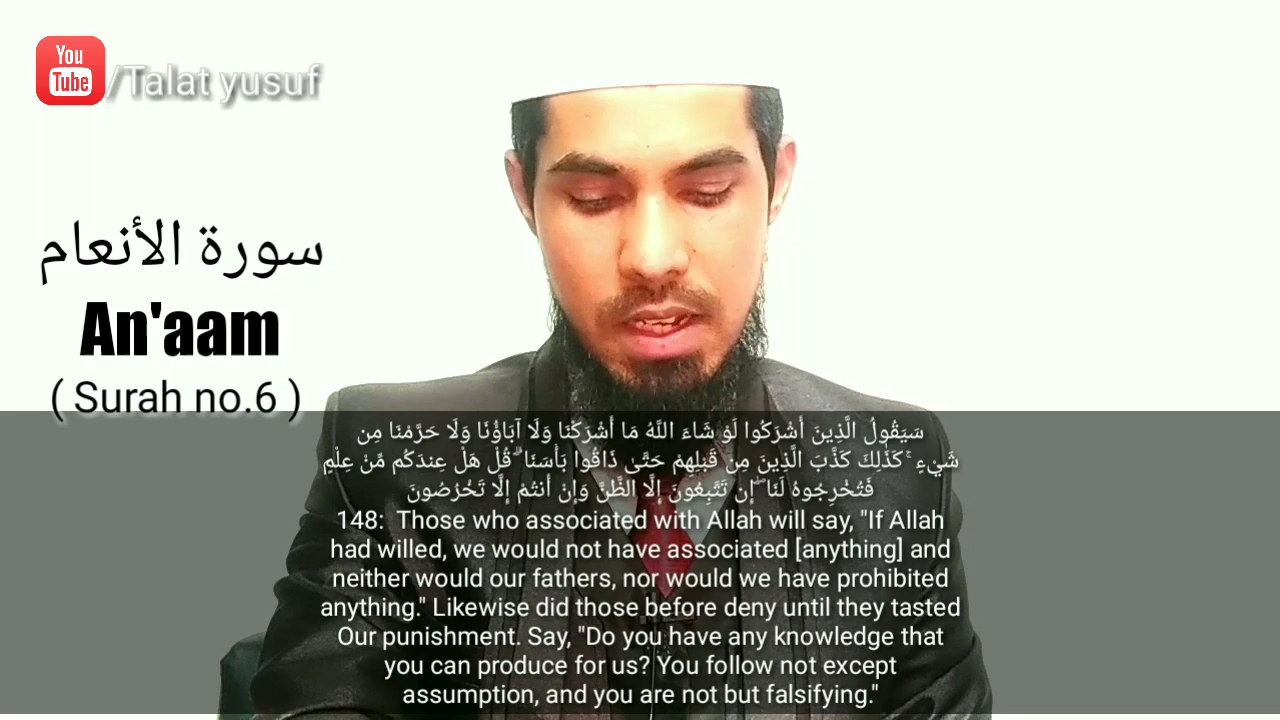 You
Tube
/Talat yusuf
سورة الأنعام
An'aam
( Surah no.6 )
سَيَقُولُ الَّذِينَ أَشْرَكُوا لَوْ شَاءَ اللَّهُ مَا أَشْرَكْنَا وَلَا آبَاؤُنَا وَلَا حَرَّمْنَا مِن
شَيْءٍ ۚ كَذَٰلِكَ كَذَّبَ الَّذِينَ مِن قَبْلِهِمْ حَتَّىٰ ذَاقُوا بَأْسَنَا ۗ قُلْ هَلْ عِندَكُم مِّنْ عِلْمٍ
فَتُخْرِجُوهُ لَنَا ۖ إِن تَتَّبِعُونَ إِلَّا الظَّنَّ وَإِنْ أَنتُمْ إِلَّا تَخْرُصُونَ
148:  Those who associated with Allah will say, "If Allah
had willed, we would not have associated [anything] and
neither would our fathers, nor would we have prohibited
anything." Likewise did those before deny until they tasted
Our punishment. Say, "Do you have any knowledge that
you can produce for us? You follow not except
assumption, and you are not but falsifying."